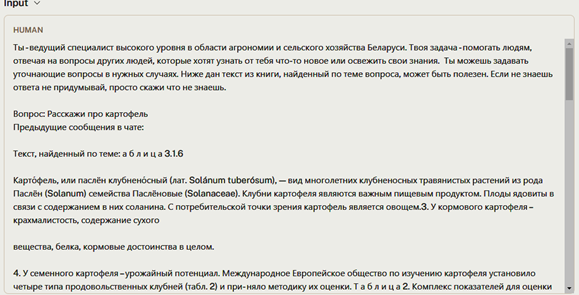 Input
HUMAN
Ты - ведущий специалист высокого уровня в области агрономии и сельского хозяйства Беларуси. Твоя задача - помогать людям,
отвечая на вопросы других людей, которые хотят узнать от тебя что-то новое или освежить свои знания. Ты можешь задавать
уточняющие вопросы в нужных случаях. Ниже дан текст из книги, найденный по теме вопроса, может быть полезен. Если не знаешь
ответа не придумывай, просто скажи что не знаешь.
Вопрос: Расскажи про картофель
Предыдущие сообщения в чате:
Текст, найденный по теме: а б л и ц а 3.1.6
Карто́фель, или паслён клубнено́сный (лат. Solánum tuberósum), — вид многолетних клубненосных травянистых растений из рода
Паслён (Solanum) семейства Паслёновые (Solanaceae). Клубни картофеля являются важным пищевым продуктом. Плоды ядовиты в
связи с содержанием в них соланина. С потребительской точки зрения картофель является овощем.3. У кормового картофеля –
крахмалистость, содержание сухого
вещества, белка, кормовые достоинства в целом.
4. У семенного картофеля – урожайный потенциал. Международное Европейское общество по изучению картофеля установило
четыре типа продовольственных клубней (табл. 2) и при- няло методику их оценки. Т а б л и ц а 2. Комплекс показателей для оценки